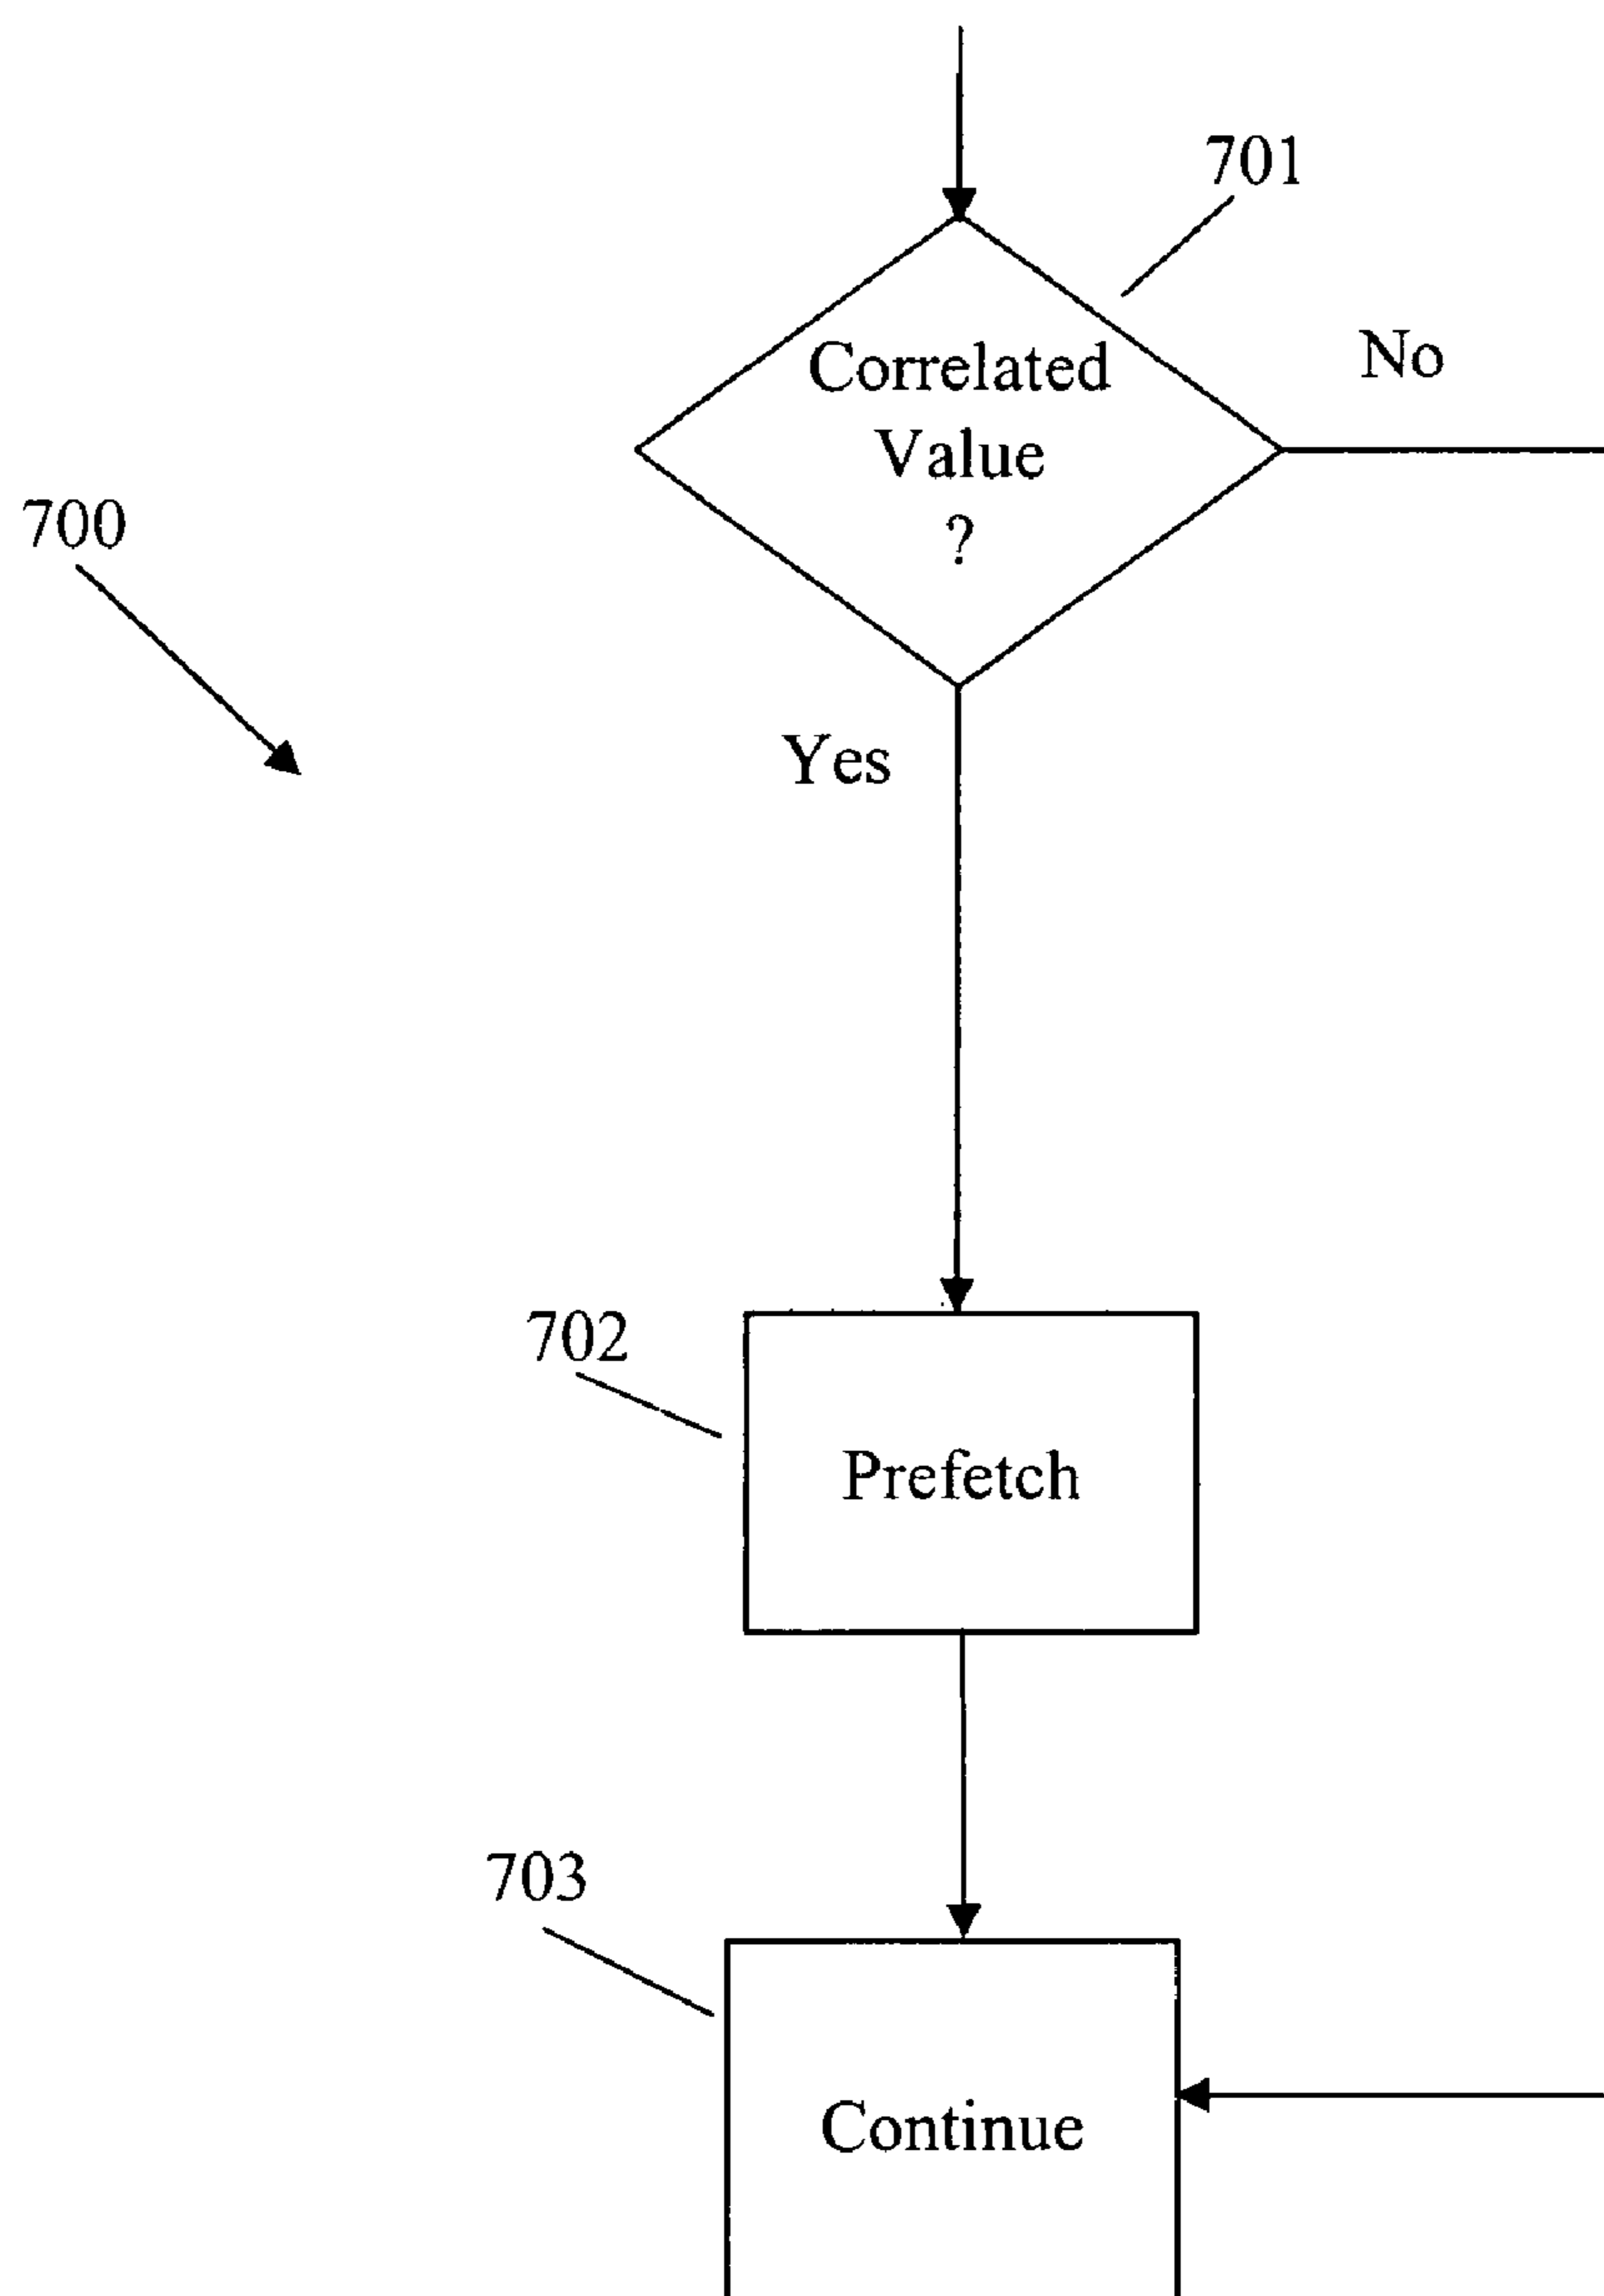 701
Correlated
Value
?
No
700
Yes
702
Prefetch
703
Continue